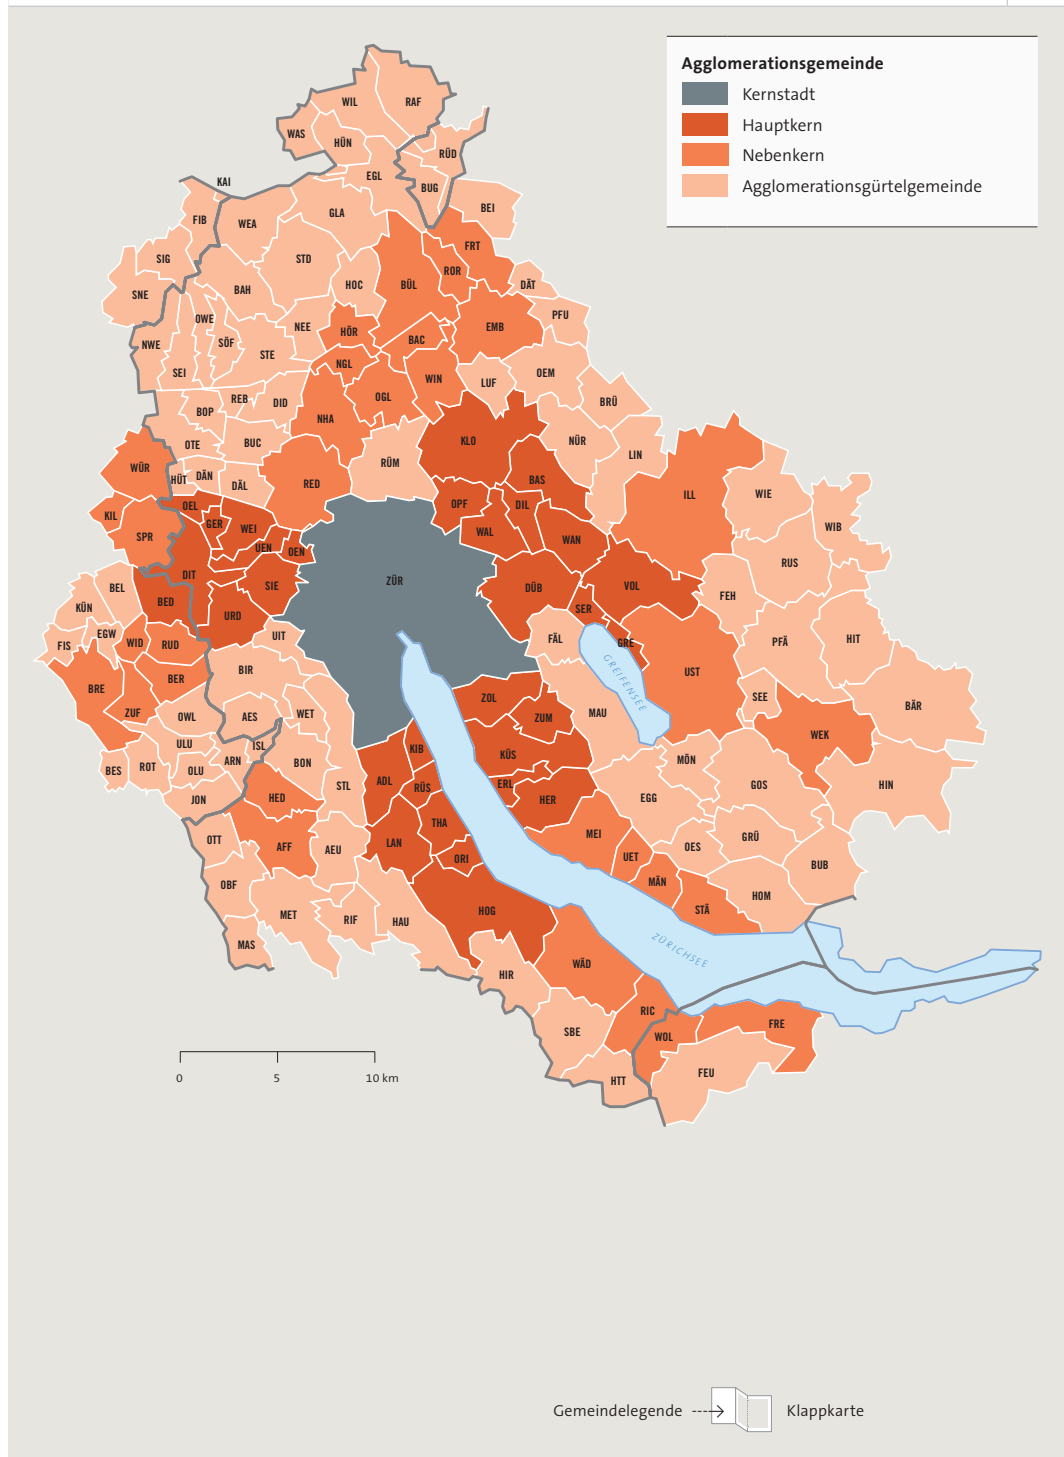 Agglomerationsgemeinde
Kernstadt
Hauptkern
Nebenkern
Agglomerationsgürtelgemeinde
WIL
RAF
WAS
HÜN
RÜD
EGL
KAI
BUG
BEI
GLA
FIB
WEA
FRT
SIG
STD
ROR
HOC
BÜL
DÄT
SNE
BAH
PFU
OWE
NEE
EMB
HÖR
BAC
NWE
SÖF
STE
NGL
SEI
OEM
WIN
LUF
REB
DID
OGL
BRÜ
BOP
NHA
OTE
BUC
KLO
NÜR
LIN
WÜR
RÜM
HÜT
DÄN
DÄL
RED
BAS
ILL
WIE
OEL
OPF
DIL
KIL
GER
WEI
WAL
WIB
SPR
UEN
OEN
WAN
RUS
DIT
ZÜR
BEL
SIE
DÜB
VOL
FEH
KÜN
BED
URD
SER
EGW
UIT
FÄL
HIT
FIS
WID
RUD
GRE
PFÄ
BIR
GREIFENSEE
UST
BRE
BER
ZOL
SEE
BÄR
ZUF
OWL
AES
WET
ZUM
MAU
WEK
ULU
ISL
KIB
KÜS
BES
ROT
OLU
ARN
BON
MÖN
ADL
RÜS
ERL
STL
GOS
HIN
JON
HED
HER
EGG
THA
MEI
GRÜ
OTT
AFF
AEU
LAN
ORI
UET
OES
BUB
OBF
MÄN
HOM
MET
RIF
HAU
HOG
STÄ
MAS
ZÜRICHSEE
WÄD
HIR
RIC
FRE
SBE
WOL
HTT
FEU
0 5 10 km
Gemeindelegende
Klappkarte